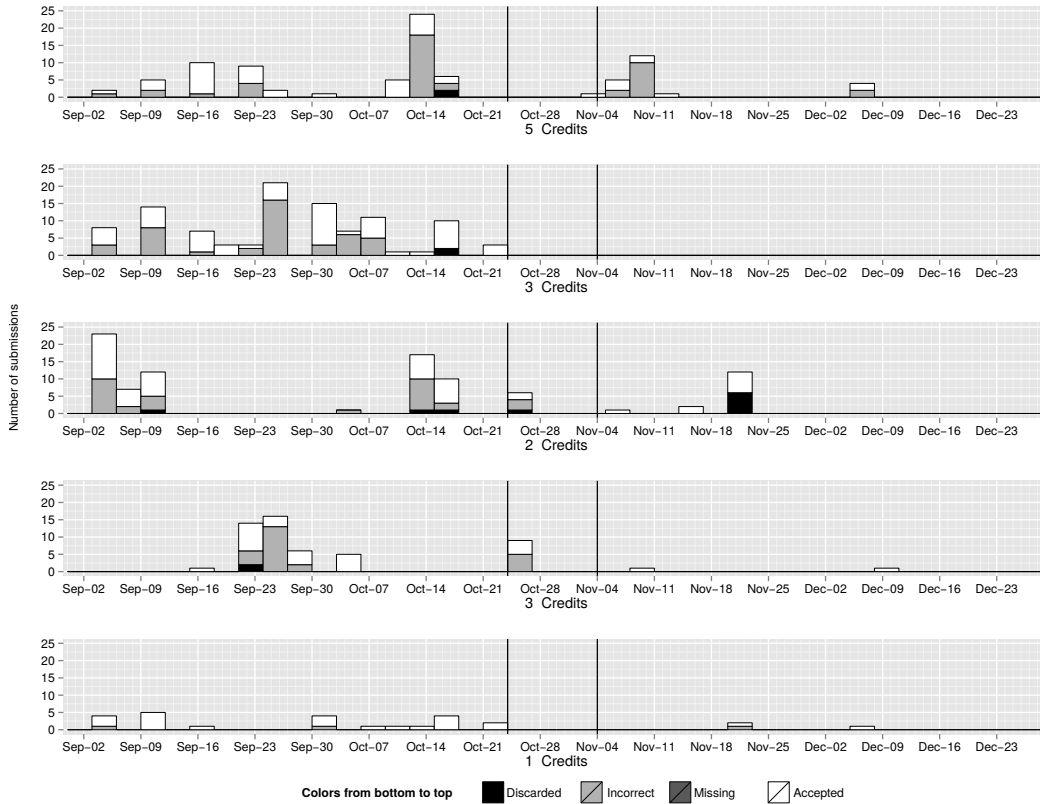 25
20
15
10
5
0
Sep−02 Sep−09 Sep−16 Sep−23 Sep−30 Oct−07 Oct−14 Oct−21 Oct−28 Nov−04 Nov−11 Nov−18 Nov−25 Dec−02 Dec−09 Dec−16 Dec−23
5 Credits
25
20
15
10
5
0
Sep−02 Sep−09 Sep−16 Sep−23 Sep−30 Oct−07 Oct−14 Oct−21 Oct−28 Nov−04 Nov−11 Nov−18 Nov−25 Dec−02 Dec−09 Dec−16 Dec−23
3 Credits
Number of submissions
25
20
15
10
5
0
Sep−02 Sep−09 Sep−16 Sep−23 Sep−30 Oct−07 Oct−14 Oct−21 Oct−28 Nov−04 Nov−11 Nov−18 Nov−25 Dec−02 Dec−09 Dec−16 Dec−23
2 Credits
25
20
15
10
5
0
Sep−02 Sep−09 Sep−16 Sep−23 Sep−30 Oct−07 Oct−14 Oct−21 Oct−28 Nov−04 Nov−11 Nov−18 Nov−25 Dec−02 Dec−09 Dec−16 Dec−23
3 Credits
25
20
15
10
5
0
Sep−02 Sep−09 Sep−16 Sep−23 Sep−30 Oct−07 Oct−14 Oct−21 Oct−28 Nov−04 Nov−11 Nov−18 Nov−25 Dec−02 Dec−09 Dec−16 Dec−23
1 Credits
Colors from bottom to top Discarded Incorrect Missing Accepted